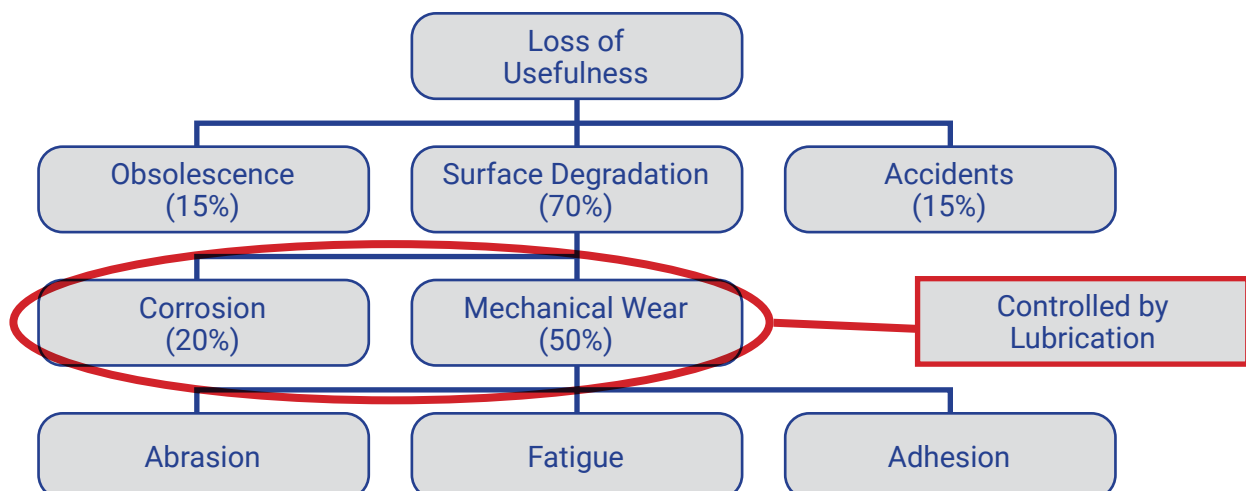 Loss of
Usefulness
Obsolescence
(15%)
Surface Degradation
(70%)
Accidents
(15%)
Corrosion
(20%)
Mechanical Wear
(50%)
Controlled by
Lubrication
Abrasion
Fatigue
Adhesion